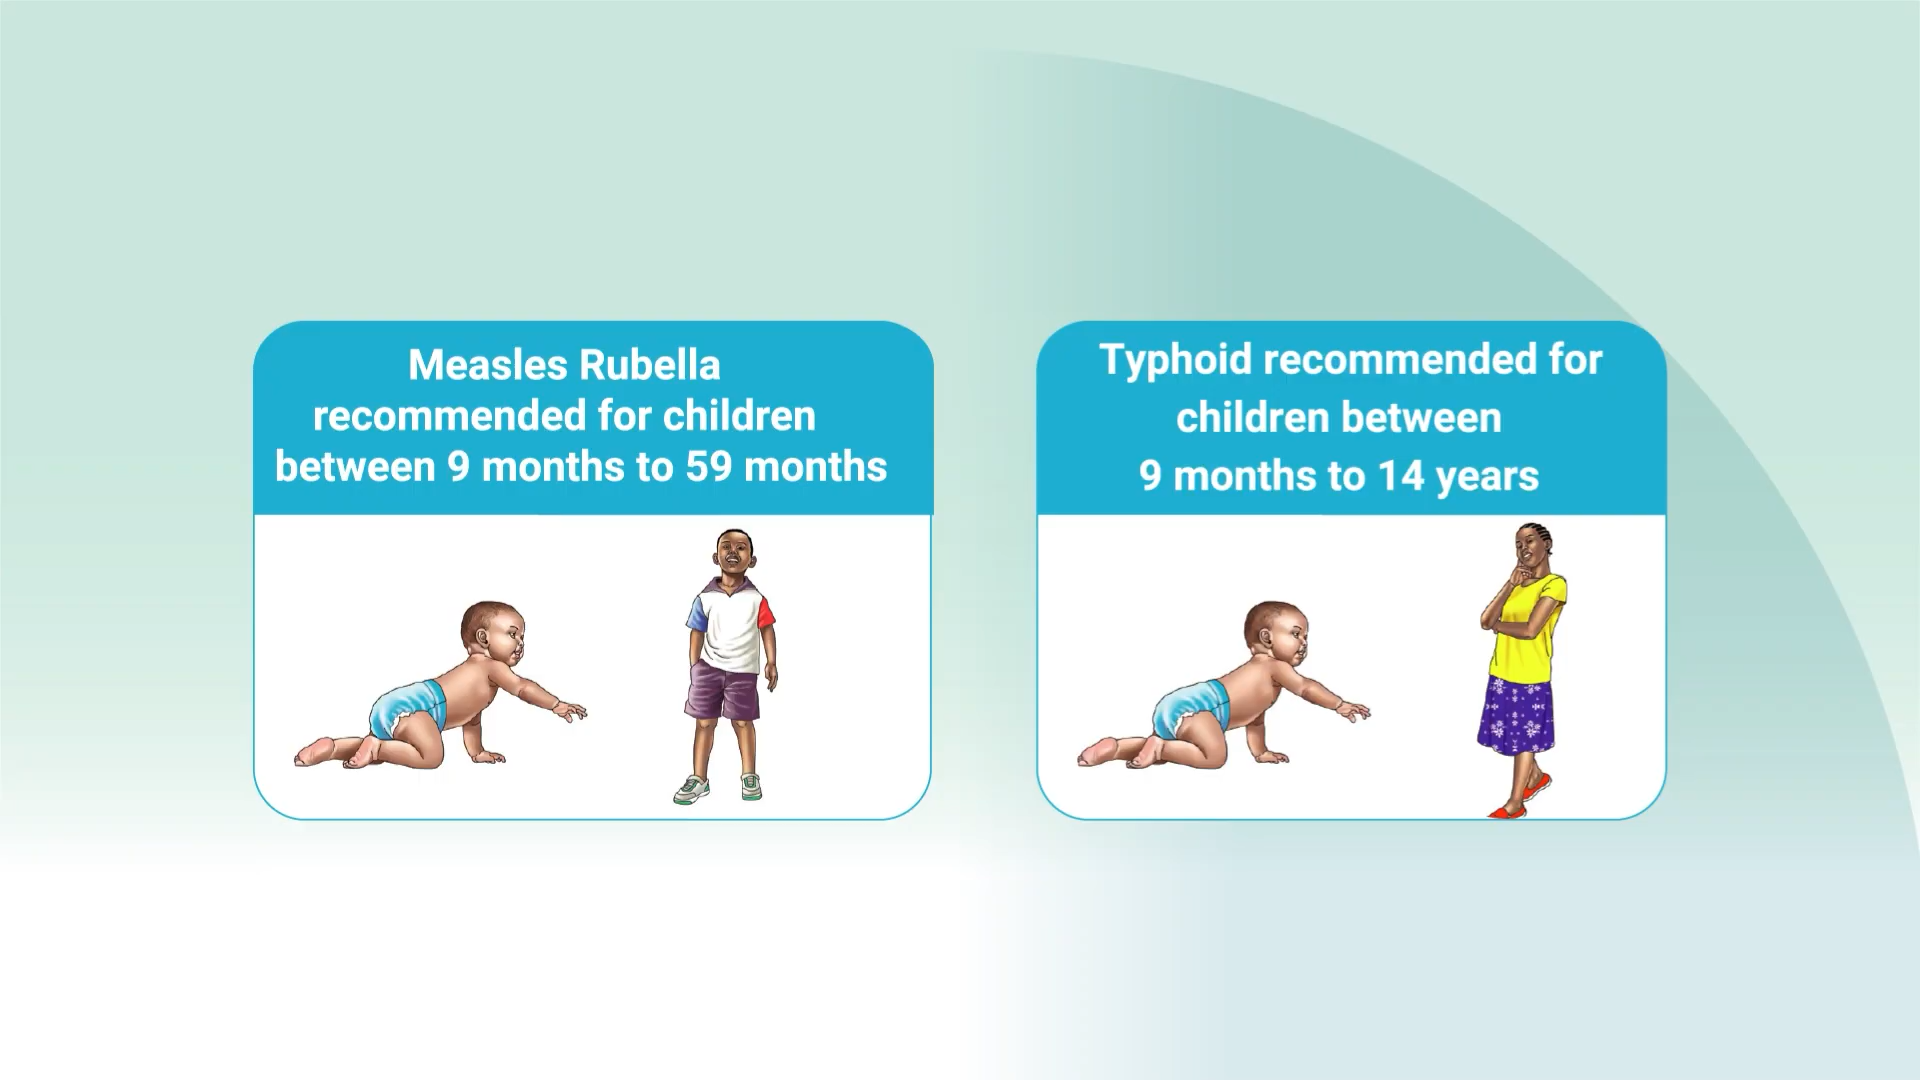 Measles Rubella
recommended for children
between 9 months to 59 months
Typhoid recommended for
children between
9 months to 14 years